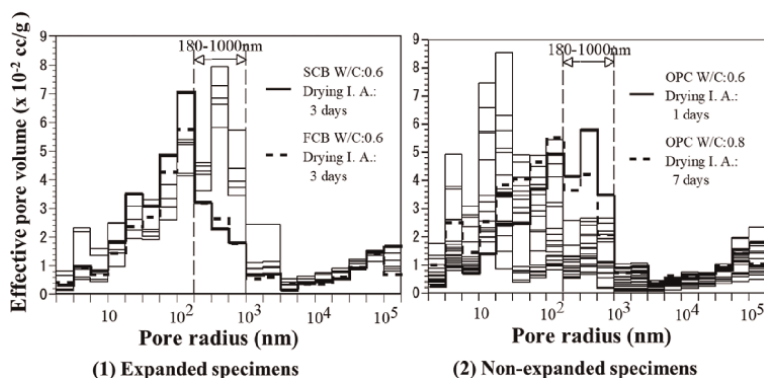 Effective pore volume (x 10⁻² cc/g)
9
8
7
6
5
4
3
2
1
0
180-1000nm
SCB W/C:0.6
Drying I. A.:
3 days
FCB W/C:0.6
Drying I. A.:
3 days
10
10²
10³
10⁴
10⁵
Pore radius (nm)
(1) Expanded specimens
9
8
7
6
5
4
3
2
1
0
180-1000nm
OPC W/C:0.6
Drying I. A.:
1 days
OPC W/C:0.8
Drying I. A.:
7 days
10
10²
10³
10⁴
10⁵
Pore radius (nm)
(2) Non-expanded specimens